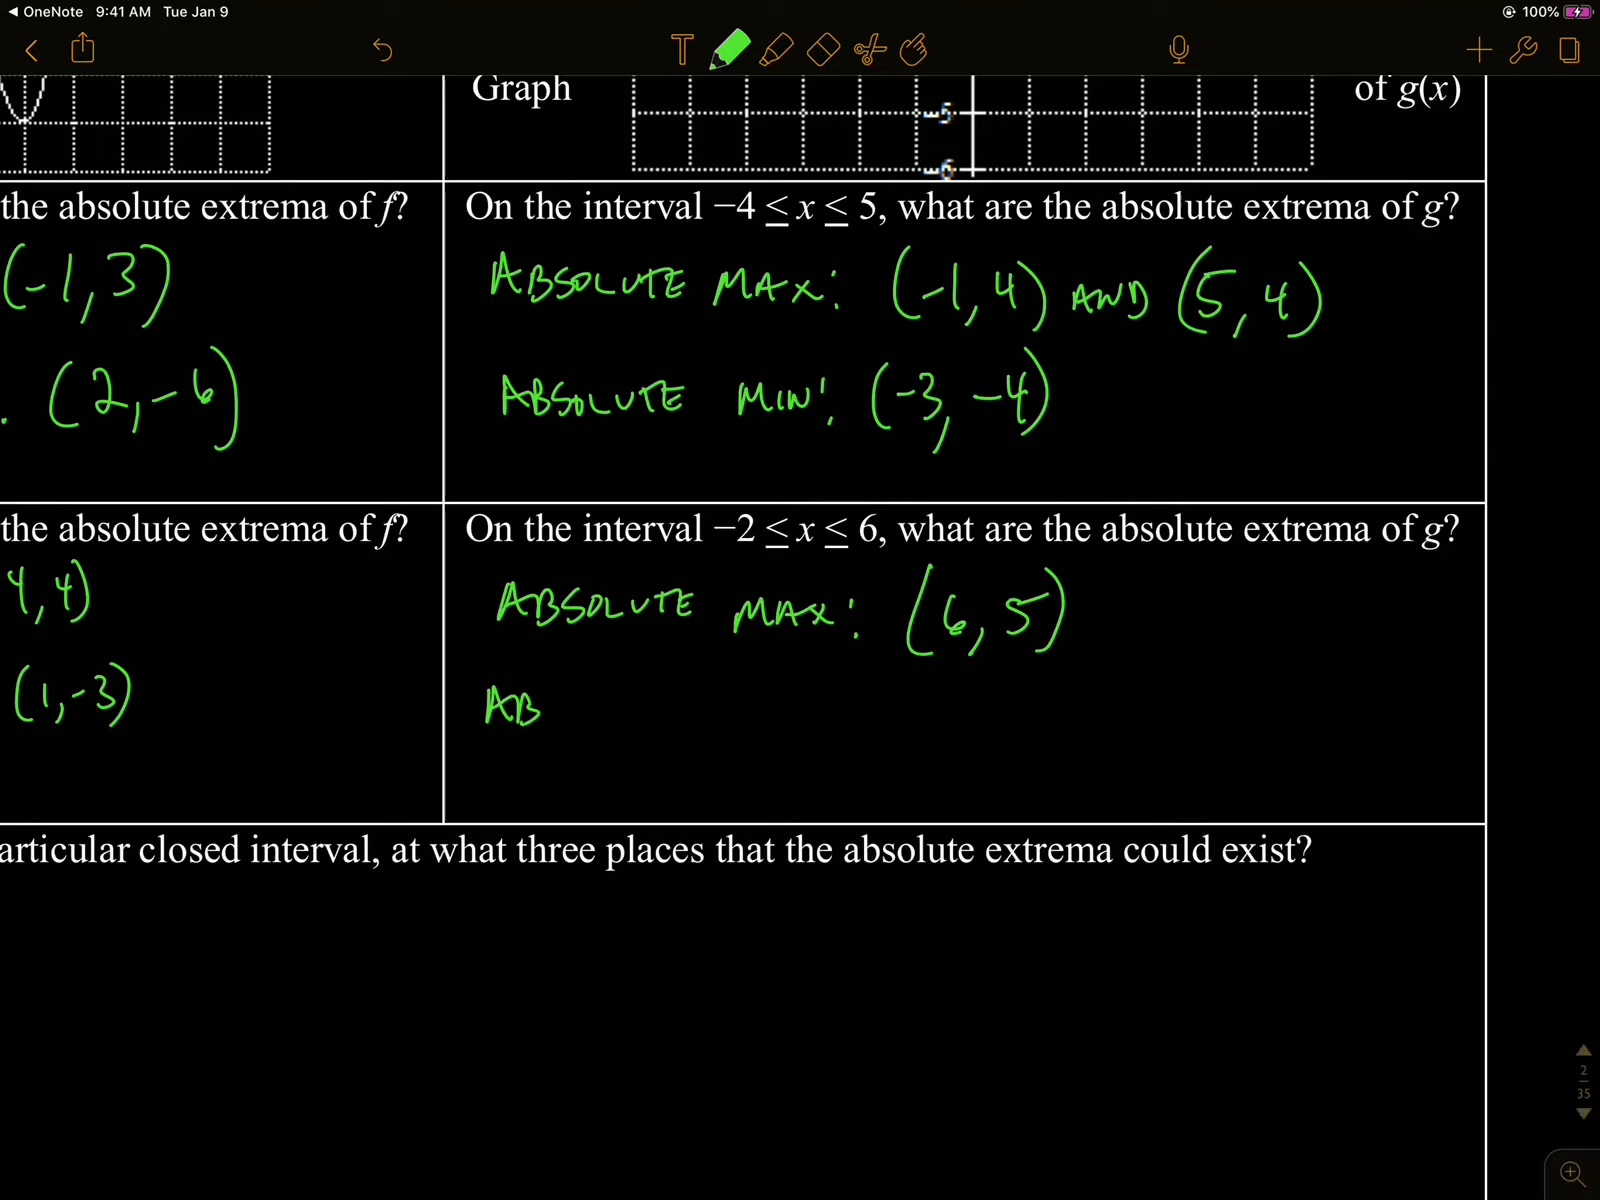 OneNote 9:41 AM Tue Jan 9 100%
T
Graph
of g(x)
-5
-6
the absolute extrema of f?
(-1, 3)
(2, -6)
On the interval −4 ≤ x ≤ 5, what are the absolute extrema of g?
ABSOLUTE MAX: (-1, 4) AND (5, 4)
ABSOLUTE MIN: (-3, -4)
the absolute extrema of f?
4, 4)
(1, -3)
On the interval −2 ≤ x ≤ 6, what are the absolute extrema of g?
ABSOLUTE MAX: (6, 5)
AB
articular closed interval, at what three places that the absolute extrema could exist?
2
35